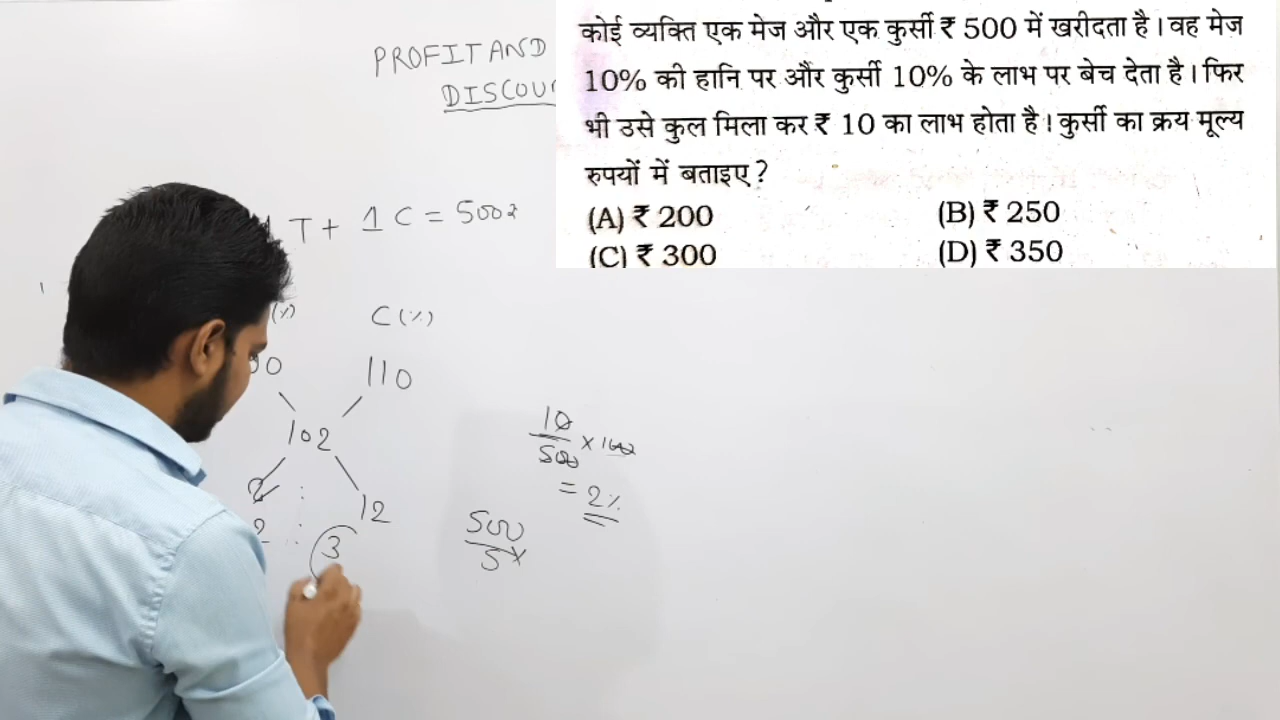 PROFIT AND
DISCOU
कोई व्यक्ति एक मेज और एक कुर्सी ₹ 500 में खरीदता है। वह मेज
10% की हानि पर और कुर्सी 10% के लाभ पर बेच देता है। फिर
भी उसे कुल मिला कर ₹ 10 का लाभ होता है। कुर्सी का क्रय मूल्य
रुपयों में बताइए?
(A) ₹ 200 (B) ₹ 250
(C) ₹ 300 (D) ₹ 350
T + 1 C = 500
(%) C (%)
0 110
102
: 12
2 : 3
10/500 × 100
= 2%
500/5